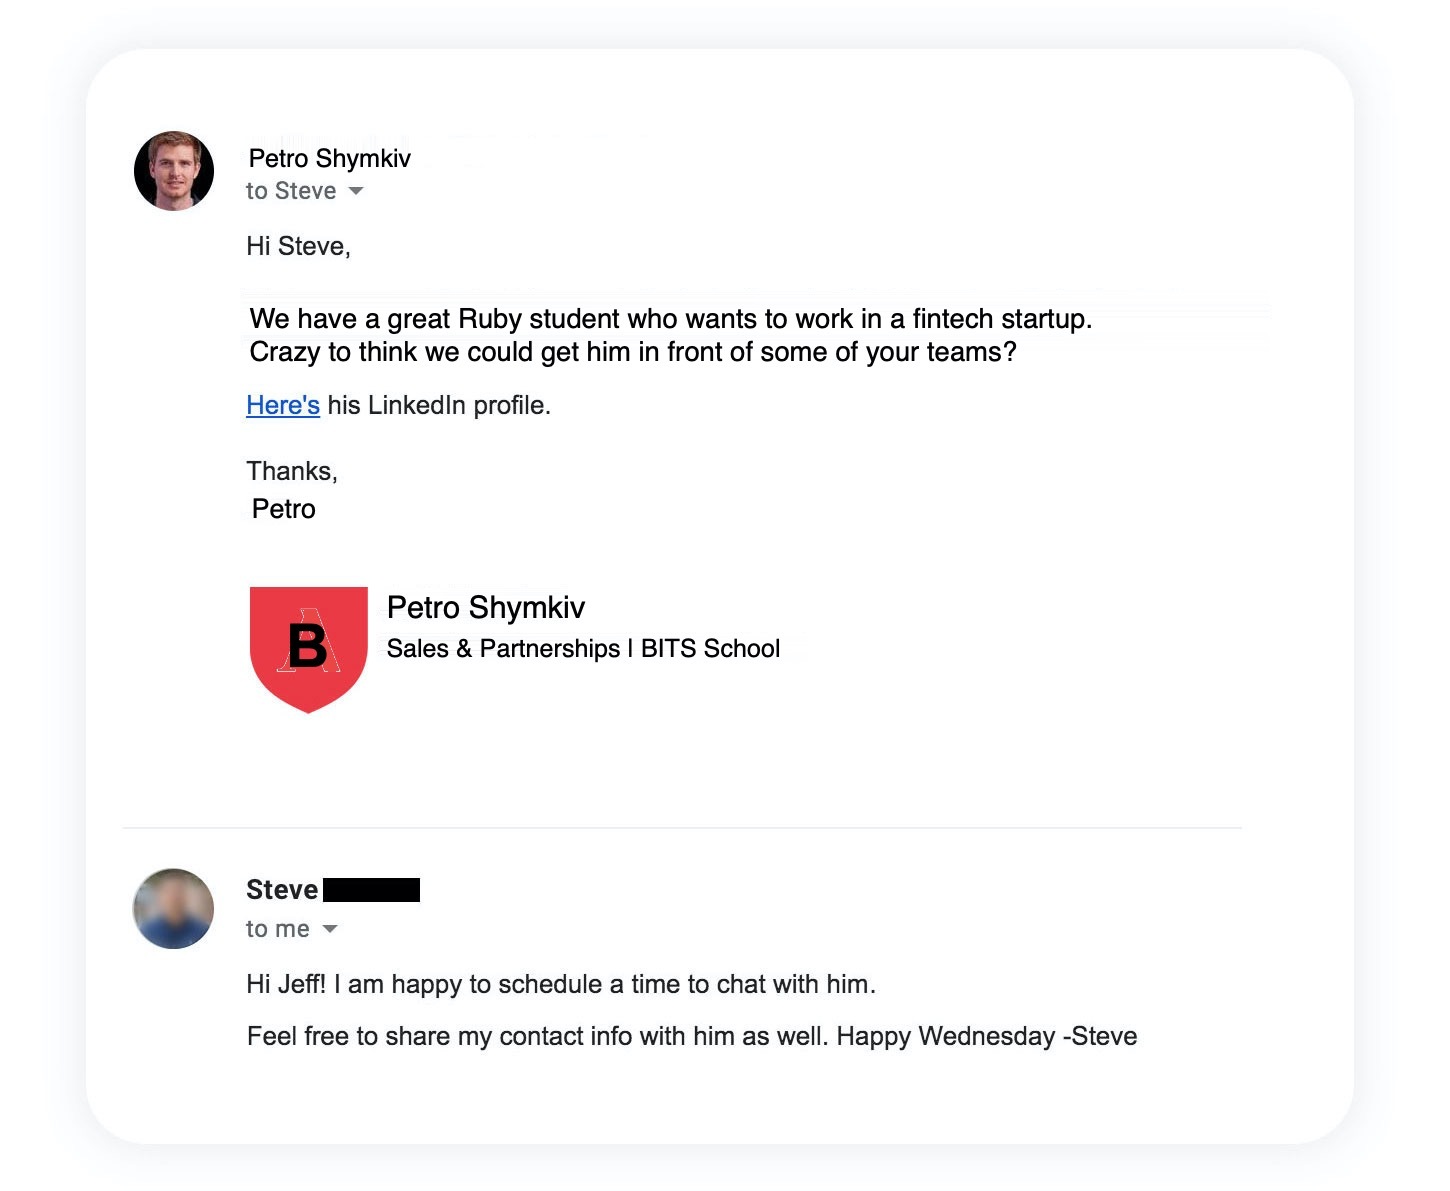 Petro Shymkiv
to Steve
Hi Steve,
We have a great Ruby student who wants to work in a fintech startup.
Crazy to think we could get him in front of some of your teams?
Here's his LinkedIn profile.
Thanks,
Petro
B
Petro Shymkiv
Sales & Partnerships | BITS School
Steve
to me
Hi Jeff! I am happy to schedule a time to chat with him.
Feel free to share my contact info with him as well. Happy Wednesday -Steve